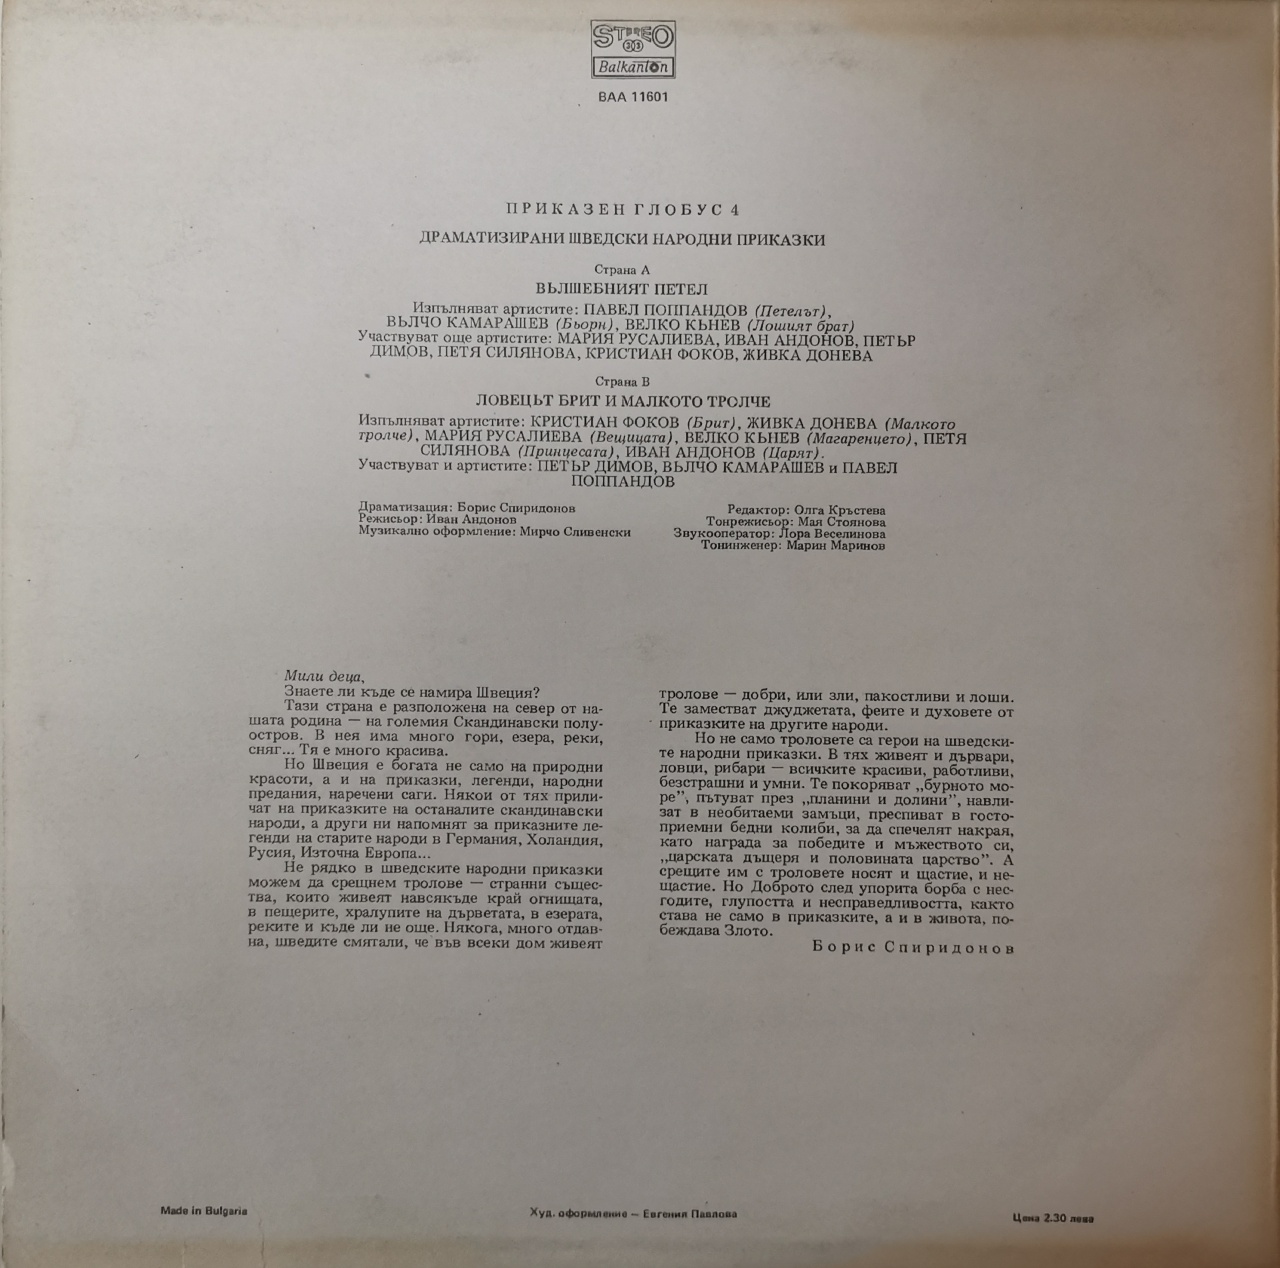 STEREO
33
Balkanton
ВАА 11601
ПРИКАЗЕН ГЛОБУС 4
ДРАМАТИЗИРАНИ ШВЕДСКИ НАРОДНИ ПРИКАЗКИ
Страна А
ВЪЛШЕБНИЯТ ПЕТЕЛ
Изпълняват артистите: ПАВЕЛ ПОППАНДОВ (Петелът),
ВЪЛЧО КАМАРАШЕВ (Бьорн), ВЕЛКО КЪНЕВ (Лошият брат)
Участвуват още артистите: МАРИЯ РУСАЛИЕВА, ИВАН АНДОНОВ, ПЕТЪР
ДИМОВ, ПЕТЯ СИЛЯНОВА, КРИСТИАН ФОКОВ, ЖИВКА ДОНЕВА
Страна В
ЛОВЕЦЪТ БРИТ И МАЛКОТО ТРОЛЧЕ
Изпълняват артистите: КРИСТИАН ФОКОВ (Брит), ЖИВКА ДОНЕВА (Малкото
тролче), МАРИЯ РУСАЛИЕВА (Вещицата), ВЕЛКО КЪНЕВ (Магаренцето), ПЕТЯ
СИЛЯНОВА (Принцесата), ИВАН АНДОНОВ (Царят).
Участвуват и артистите: ПЕТЪР ДИМОВ, ВЪЛЧО КАМАРАШЕВ и ПАВЕЛ
ПОППАНДОВ
Драматизация: Борис Спиридонов
Режисьор: Иван Андонов
Музикално оформление: Мирчо Сливенски
Редактор: Олга Кръстева
Тонрежисьор: Мая Стоянова
Звукооператор: Лора Веселинова
Тонинженер: Марин Маринов
Мили деца,
Знаете ли къде се намира Швеция?
Тази страна е разположена на север от на-
шата родина — на големия Скандинавски полу-
остров. В нея има много гори, езера, реки,
сняг... Тя е много красива.
Но Швеция е богата не само на природни
красоти, а и на приказки, легенди, народни
предания, наречени саги. Някои от тях прили-
чат на приказките на останалите скандинавски
народи, а други ни напомнят за приказните ле-
генди на старите народи в Германия, Холандия,
Русия, Източна Европа...
Не рядко в шведските народни приказки
можем да срещнем тролове — странни същес-
тва, които живеят навсякъде край огнищата,
в пещерите, хралупите на дърветата, в езерата,
реките и къде ли не още. Някога, много отдав-
на, шведите смятали, че във всеки дом живеят
тролове — добри, или зли, пакостливи и лоши.
Те заместват джуджетата, феите и духовете от
приказките на другите народи.
Но не само троловете са герои на шведски-
те народни приказки. В тях живеят и дървари,
ловци, рибари — всичките красиви, работливи,
безстрашни и умни. Те покоряват „бурното мо-
ре”, пътуват през „планини и долини”, навли-
зат в необитаеми замъци, преспиват в госто-
приемни бедни колиби, за да спечелят накрая,
като награда за победите и мъжеството си,
„царската дъщеря и половината царство”. А
срещите им с троловете носят и щастие, и не-
щастие. Но Доброто след упорита борба с нес-
годите, глупостта и несправедливостта, както
става не само в приказките, а и в живота, по-
беждава Злото.
Борис Спиридонов
Made in Bulgaria
Худ. оформление — Евгения Павлова
Цена 2.30 лева